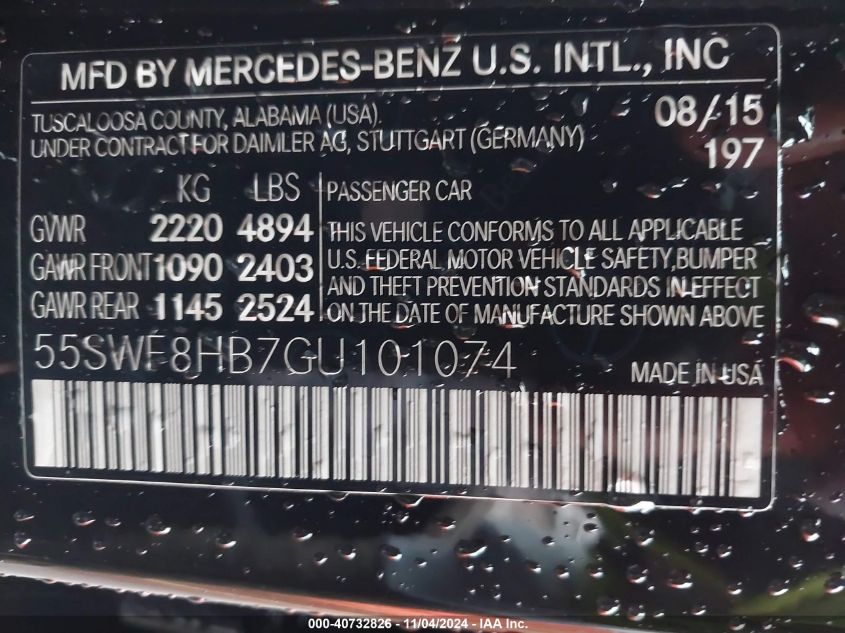 MFD BY MERCEDES-BENZ U.S. INTL., INC
TUSCALOOSA COUNTY, ALABAMA (USA). 08/15
UNDER CONTRACT FOR DAIMLER AG, STUTTGART (GERMANY) 197
KG LBS PASSENGER CAR
GVWR 2220 4894 THIS VEHICLE CONFORMS TO ALL APPLICABLE
GAWR FRONT 1090 2403 U.S. FEDERAL MOTOR VEHICLE SAFETY, BUMPER
AND THEFT PREVENTION STANDARDS IN EFFECT
GAWR REAR 1145 2524 ON THE DATE OF MANUFACTURE SHOWN ABOVE
55SWF8HB7GU101074 MADE IN USA
000-40732826 - 11/04/2024 - TEXT.